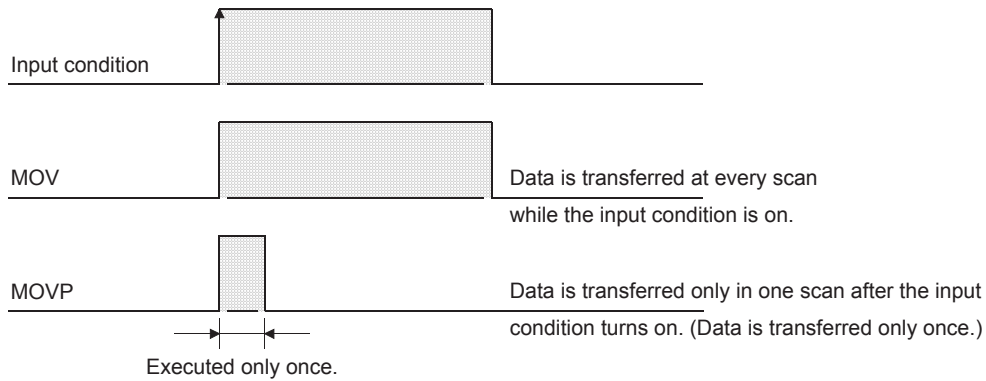 Input condition
MOV
Data is transferred at every scan
while the input condition is on.
MOVP
Data is transferred only in one scan after the input
condition turns on. (Data is transferred only once.)
Executed only once.